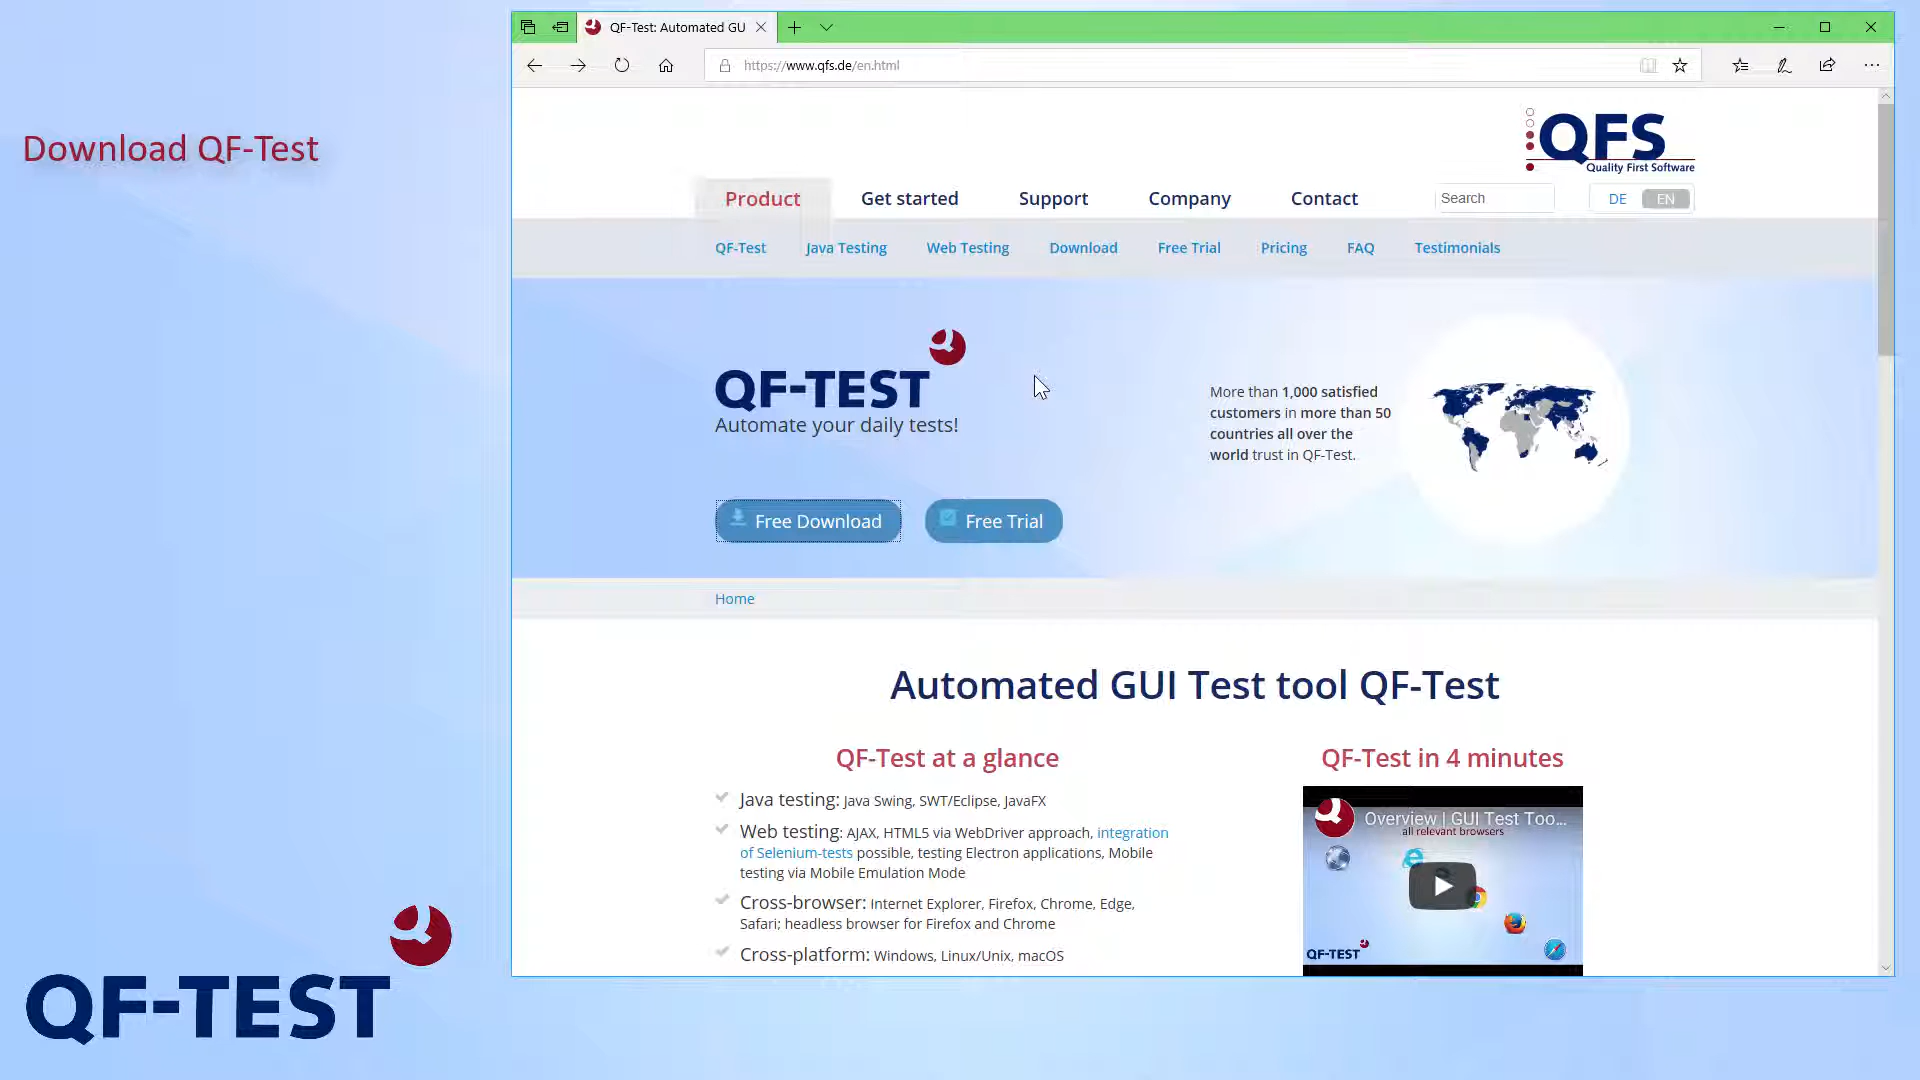 QF-Test: Automated GU
https://www.qfs.de/en.html
Download QF-Test
QFS
Quality First Software
Product
Get started
Support
Company
Contact
Search
DE
EN
QF-Test
Java Testing
Web Testing
Download
Free Trial
Pricing
FAQ
Testimonials
QF-TEST
Automate your daily tests!
More than 1,000 satisfied
customers in more than 50
countries all over the
world trust in QF-Test.
Free Download
Free Trial
Home
Automated GUI Test tool QF-Test
QF-Test at a glance
Java testing: Java Swing, SWT/Eclipse, JavaFX
Web testing: AJAX, HTML5 via WebDriver approach, integration
of Selenium-tests possible, testing Electron applications, Mobile
testing via Mobile Emulation Mode
Cross-browser: Internet Explorer, Firefox, Chrome, Edge,
Safari; headless browser for Firefox and Chrome
Cross-platform: Windows, Linux/Unix, macOS
QF-Test in 4 minutes
Overview | GUI Test Too...
all relevant browsers
QF-TEST
QF-TEST